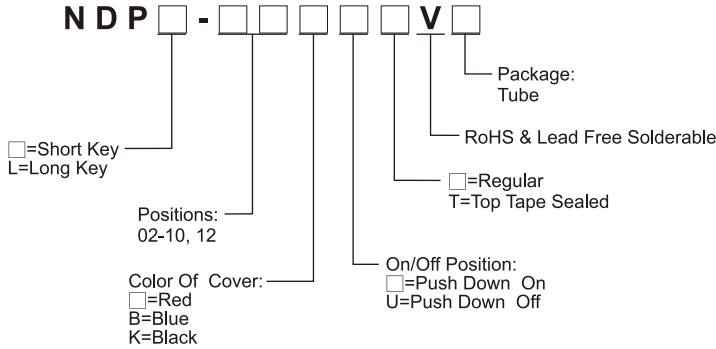 NDP□-□□□□□V□
Package:
Tube
RoHS & Lead Free Solderable
□=Short Key
L=Long Key
□=Regular
T=Top Tape Sealed
Positions:
02-10, 12
On/Off Position:
□=Push Down On
U=Push Down Off
Color Of Cover:
□=Red
B=Blue
K=Black